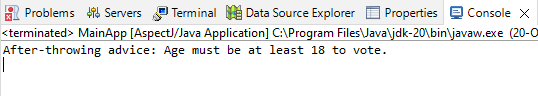 Problems Servers Terminal Data Source Explorer Properties Console
<terminated> MainApp [AspectJ/Java Application] C:\Program Files\Java\jdk-20\bin\javaw.exe (20-O
After-throwing advice: Age must be at least 18 to vote.